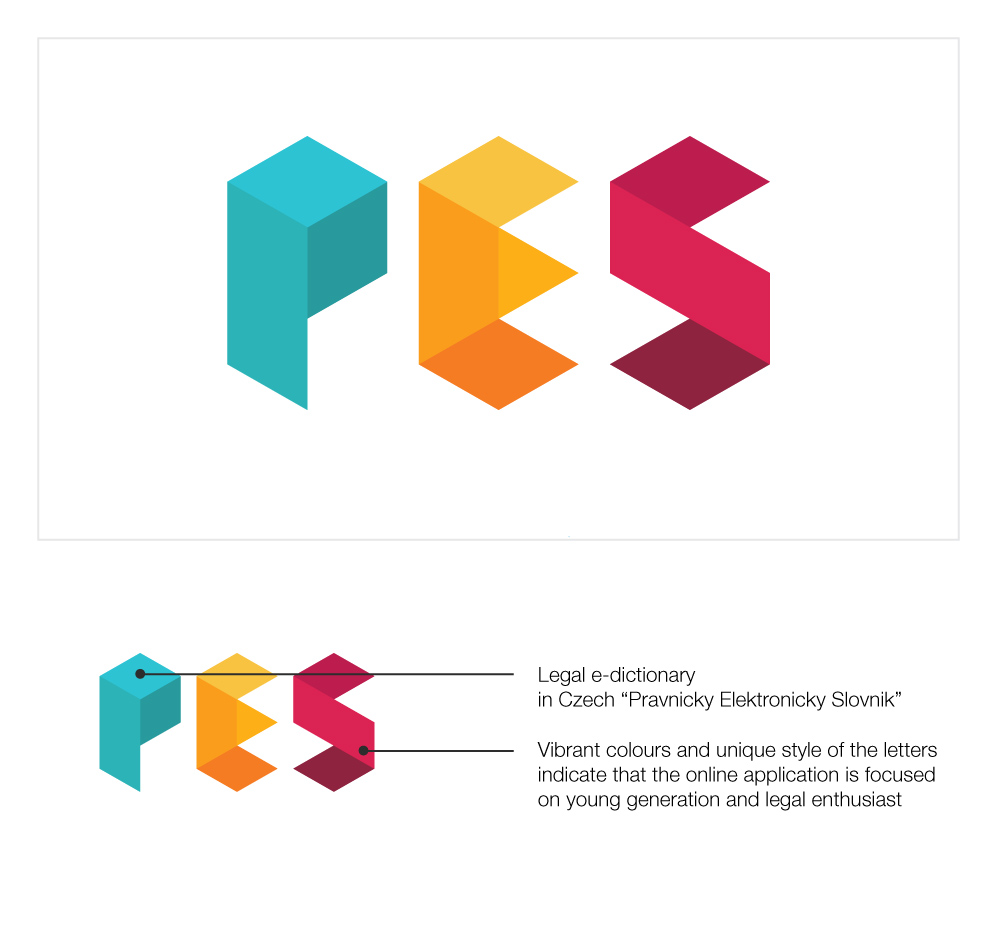 PES
PES
Legal e-dictionary
in Czech “Pravnicky Elektronicky Slovnik”
Vibrant colours and unique style of the letters
indicate that the online application is focused
on young generation and legal enthusiast